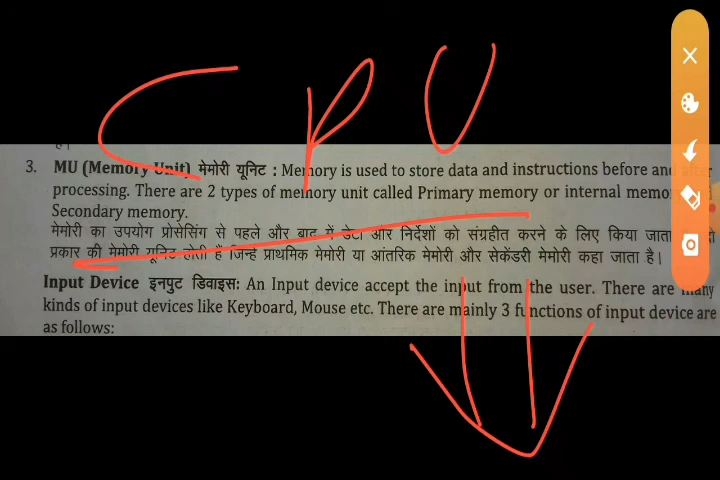 CPU
है।
3. MU (Memory Unit) मेमोरी यूनिट : Memory is used to store data and instructions before and after
processing. There are 2 types of memory unit called Primary memory or internal
Secondary memory.
मेमोरी का उपयोग प्रोसेसिंग से पहले और बाद में डेटा और निर्देशों को संग्रहीत करने के लिए किया जाता
प्रकार की मेमोरी यूनिट होती हैं जिन्हें प्राथमिक मेमोरी या आंतरिक मेमोरी और सेकेंडरी मेमोरी कहा जाता है।
Input Device इनपुट डिवाइस: An Input device accept the input from the user. There are many
kinds of input devices like Keyboard, Mouse etc. There are mainly 3 functions of input device are
as follows: